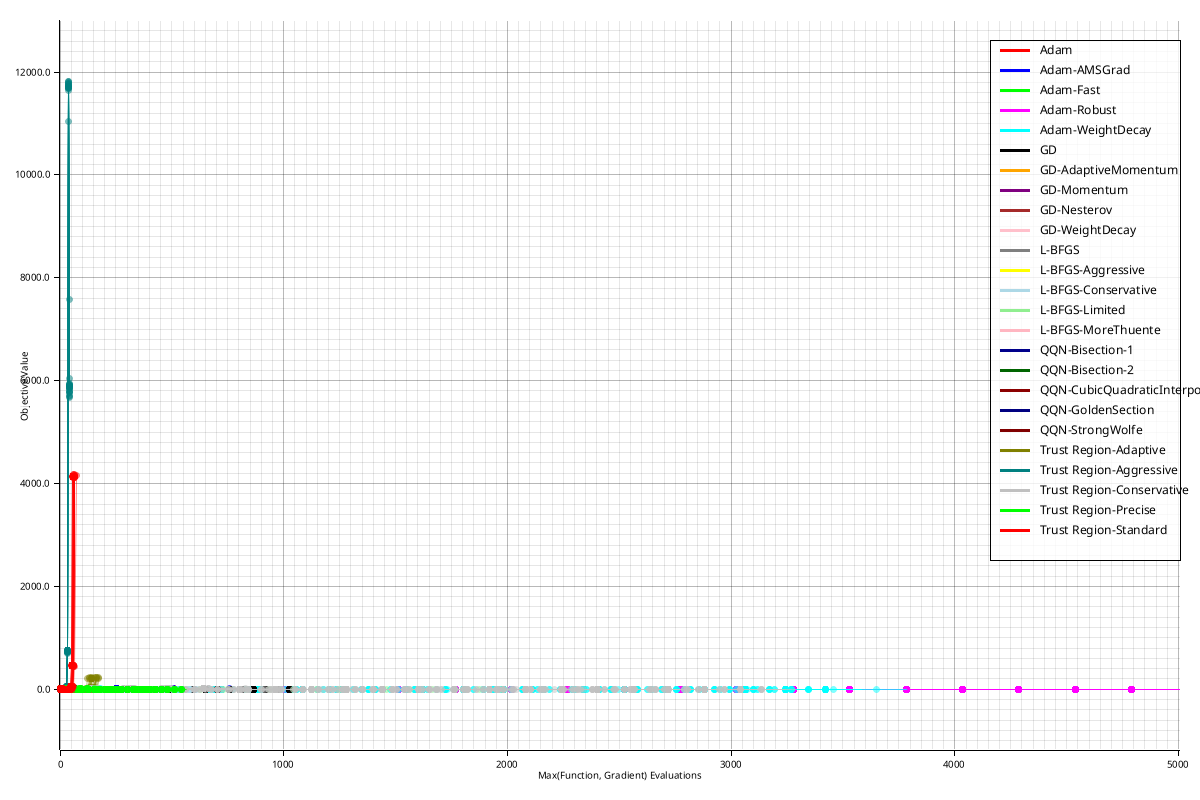 12000.0
10000.0
8000.0
6000.0
4000.0
2000.0
0.0
Objective Value
0
1000
2000
3000
4000
5000
Max(Function, Gradient) Evaluations
Adam
Adam-AMSGrad
Adam-Fast
Adam-Robust
Adam-WeightDecay
GD
GD-AdaptiveMomentum
GD-Momentum
GD-Nesterov
GD-WeightDecay
L-BFGS
L-BFGS-Aggressive
L-BFGS-Conservative
L-BFGS-Limited
L-BFGS-MoreThuente
QQN-Bisection-1
QQN-Bisection-2
QQN-CubicQuadraticInterpo
QQN-GoldenSection
QQN-StrongWolfe
Trust Region-Adaptive
Trust Region-Aggressive
Trust Region-Conservative
Trust Region-Precise
Trust Region-Standard